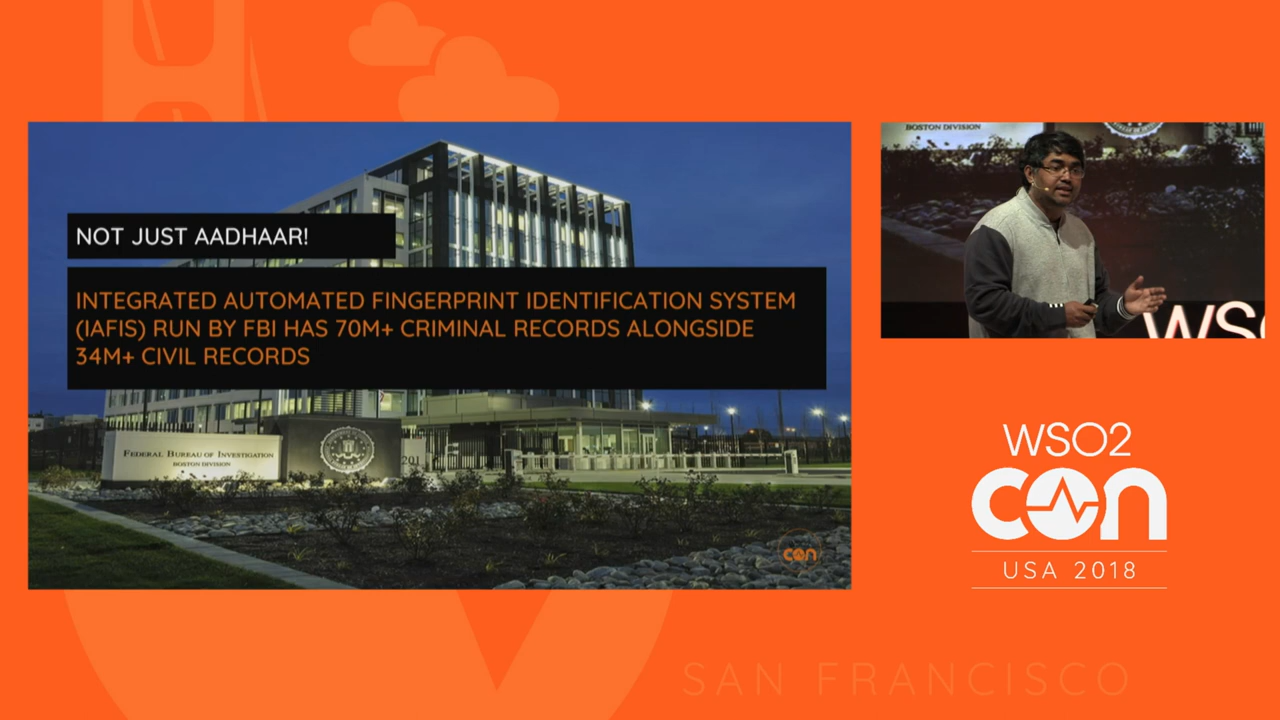 NOT JUST AADHAAR!
INTEGRATED AUTOMATED FINGERPRINT IDENTIFICATION SYSTEM
(IAFIS) RUN BY FBI HAS 70M+ CRIMINAL RECORDS ALONGSIDE
34M+ CIVIL RECORDS
FEDERAL BUREAU OF INVESTIGATION
BOSTON DIVISION
201
con
BOSTON DIVISION
WSO
WSO2
con
USA 2018
SAN FRANCISCO